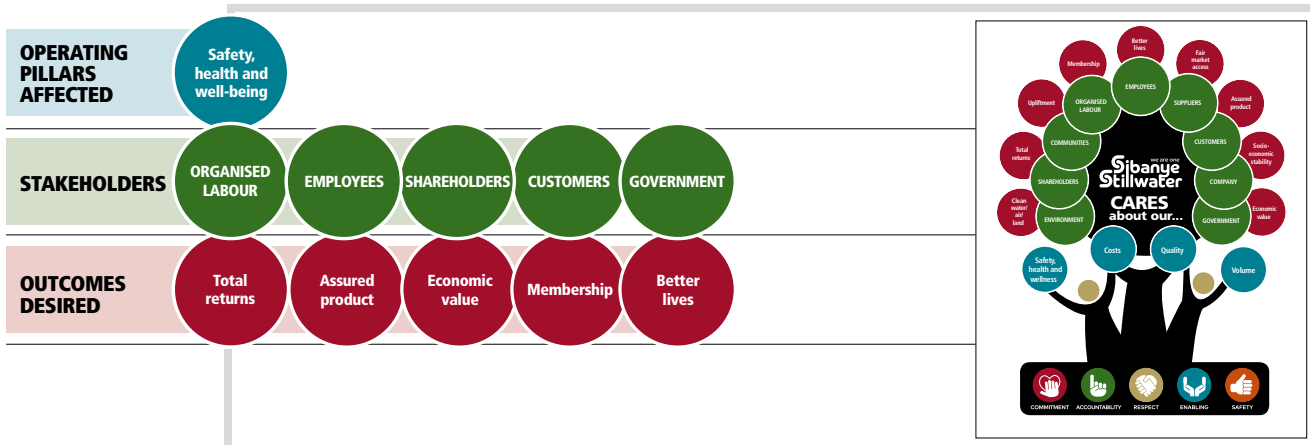 OPERATING
PILLARS
AFFECTED
Safety,
health and
well-being
STAKEHOLDERS
ORGANISED
LABOUR
EMPLOYEES
SHAREHOLDERS
CUSTOMERS
GOVERNMENT
OUTCOMES
DESIRED
Total
returns
Assured
product
Economic
value
Membership
Better
lives
Better
lives
Membership
Fair
market
access
EMPLOYEES
Upliftment
ORGANISED
LABOUR
SUPPLIERS
Assured
product
Total
returns
COMMUNITIES
CUSTOMERS
Socio-
economic
stability
we are one
Sibanye
Stillwater
CARES
about our...
SHAREHOLDERS
COMPANY
Clean
water/
air/
land
ENVIRONMENT
GOVERNMENT
Economic
value
Safety,
health and
wellness
Costs
Quality
Volume
COMMITMENT
ACCOUNTABILITY
RESPECT
ENABLING
SAFETY